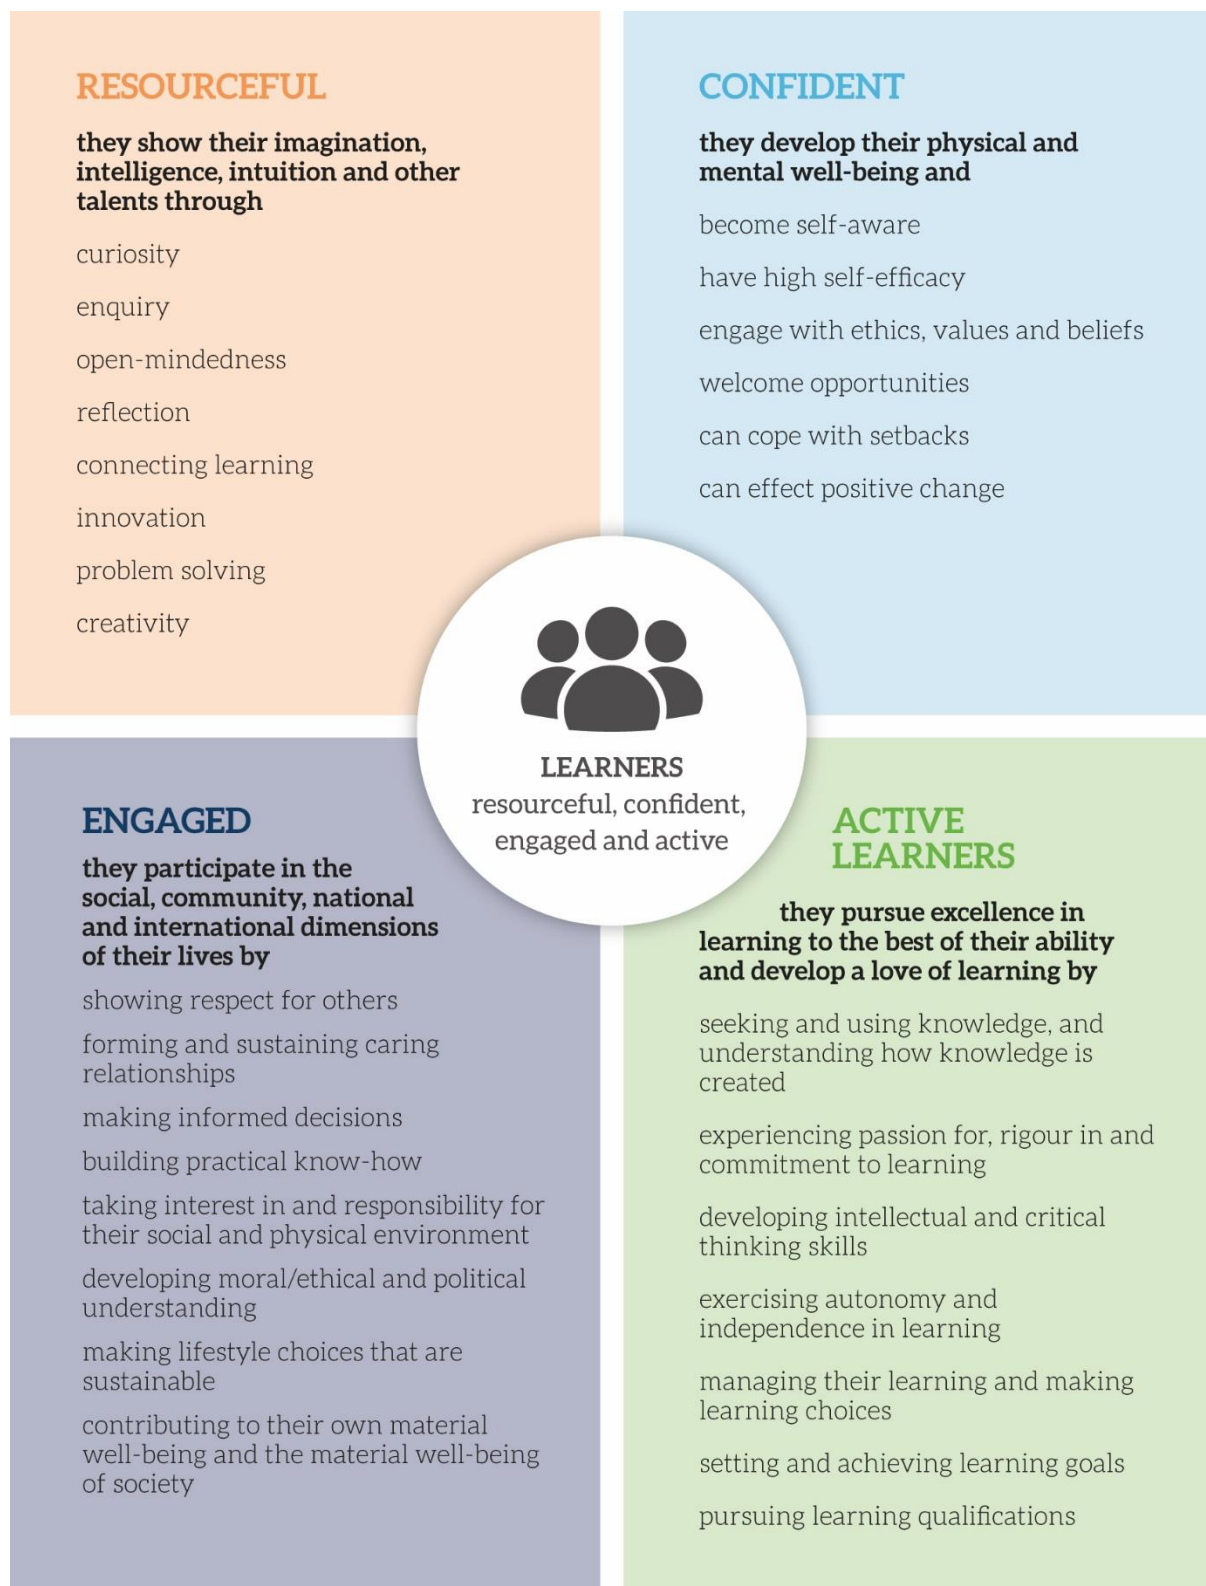 RESOURCEFUL
they show their imagination,
intelligence, intuition and other
talents through
curiosity
enquiry
open-mindedness
reflection
connecting learning
innovation
problem solving
creativity
CONFIDENT
they develop their physical and
mental well-being and
become self-aware
have high self-efficacy
engage with ethics, values and beliefs
welcome opportunities
can cope with setbacks
can effect positive change
LEARNERS
resourceful, confident,
engaged and active
ENGAGED
they participate in the
social, community, national
and international dimensions
of their lives by
showing respect for others
forming and sustaining caring
relationships
making informed decisions
building practical know-how
taking interest in and responsibility for
their social and physical environment
developing moral/ethical and political
understanding
making lifestyle choices that are
sustainable
contributing to their own material
well-being and the material well-being
of society
ACTIVE
LEARNERS
they pursue excellence in
learning to the best of their ability
and develop a love of learning by
seeking and using knowledge, and
understanding how knowledge is
created
experiencing passion for, rigour in and
commitment to learning
developing intellectual and critical
thinking skills
exercising autonomy and
independence in learning
managing their learning and making
learning choices
setting and achieving learning goals
pursuing learning qualifications